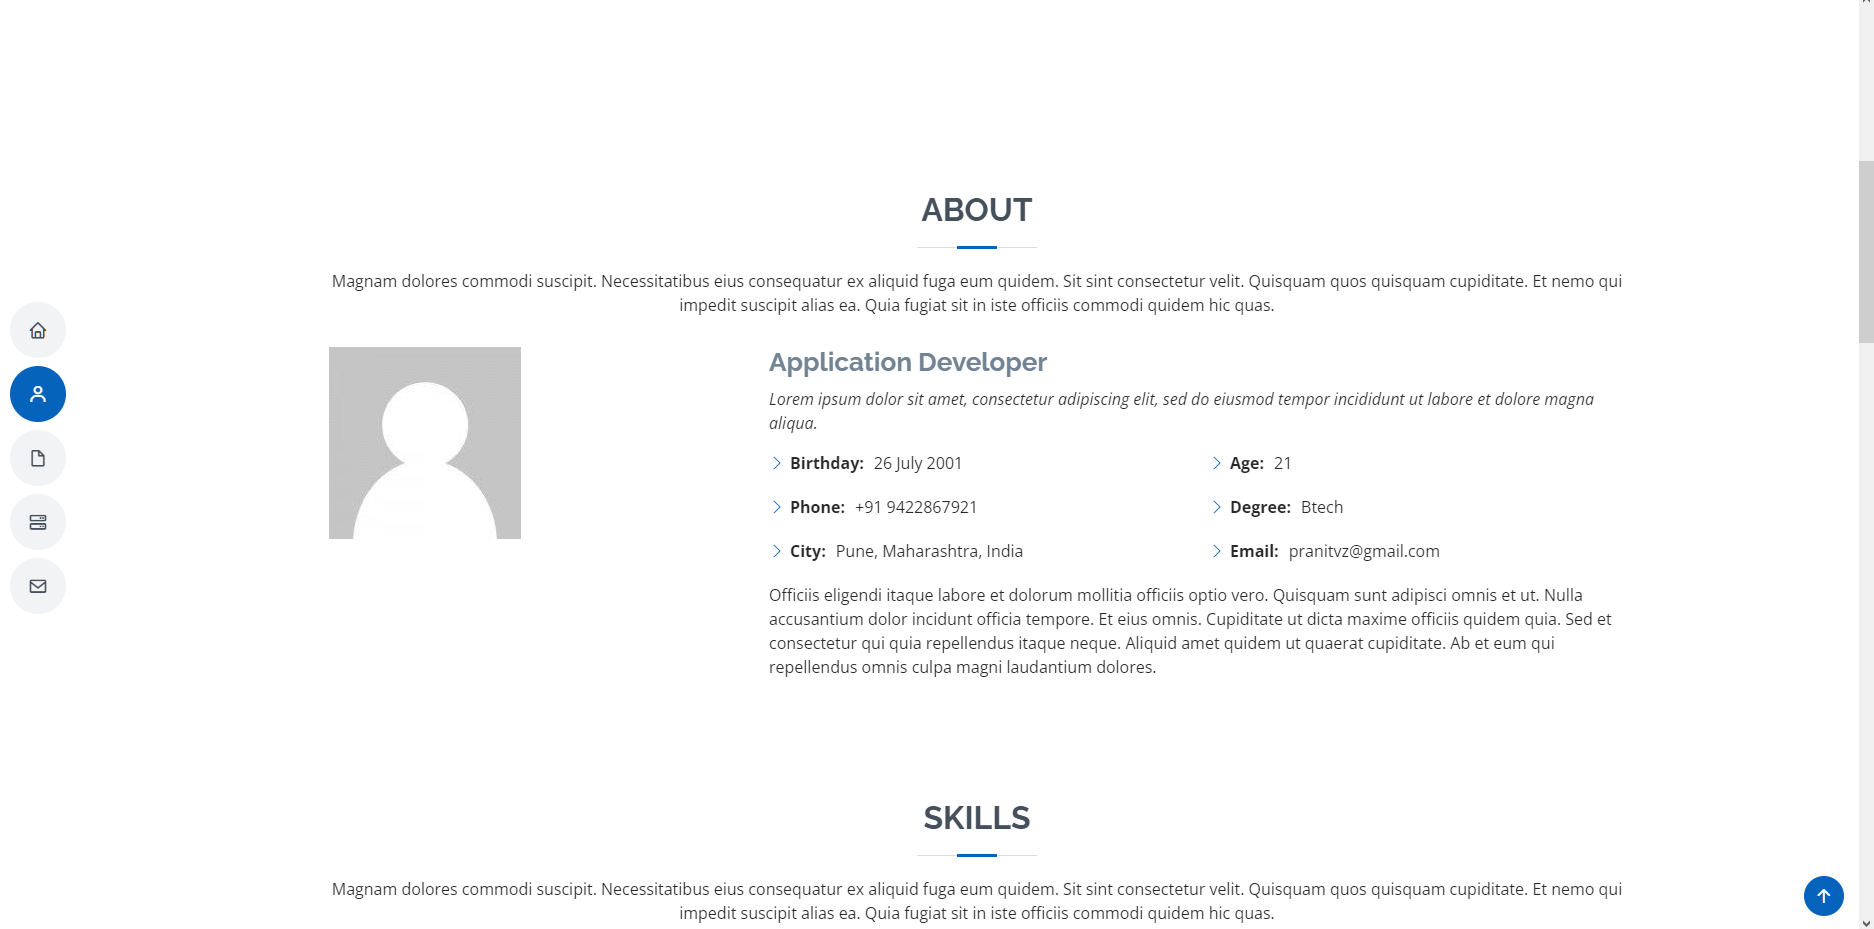 ABOUT
Magnam dolores commodi suscipit. Necessitatibus eius consequatur ex aliquid fuga eum quidem. Sit sint consectetur velit. Quisquam quos quisquam cupiditate. Et nemo qui
impedit suscipit alias ea. Quia fugiat sit in iste officiis commodi quidem hic quas.
Application Developer
Lorem ipsum dolor sit amet, consectetur adipiscing elit, sed do eiusmod tempor incididunt ut labore et dolore magna
aliqua.
Birthday: 26 July 2001
Age: 21
Phone: +91 9422867921
Degree: Btech
City: Pune, Maharashtra, India
Email: pranitvz@gmail.com
Officiis eligendi itaque labore et dolorum mollitia officiis optio vero. Quisquam sunt adipisci omnis et ut. Nulla
accusantium dolor incidunt officia tempore. Et eius omnis. Cupiditate ut dicta maxime officiis quidem quia. Sed et
consectetur qui quia repellendus itaque neque. Aliquid amet quidem ut quaerat cupiditate. Ab et eum qui
repellendus omnis culpa magni laudantium dolores.
SKILLS
Magnam dolores commodi suscipit. Necessitatibus eius consequatur ex aliquid fuga eum quidem. Sit sint consectetur velit. Quisquam quos quisquam cupiditate. Et nemo qui
impedit suscipit alias ea. Quia fugiat sit in iste officiis commodi quidem hic quas.